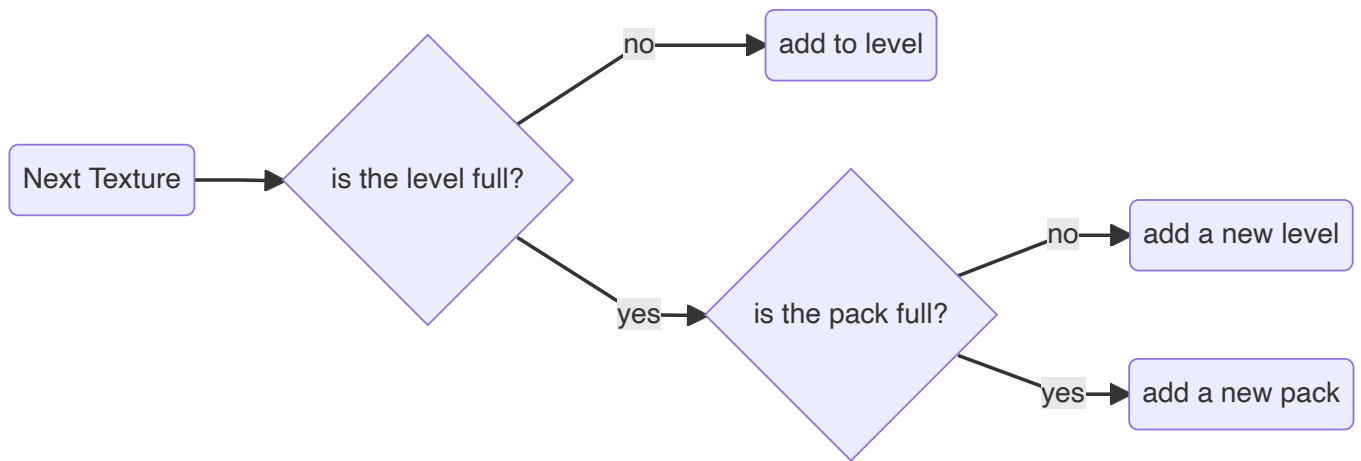 Next Texture
is the level full?
no
add to level
yes
is the pack full?
no
add a new level
yes
add a new pack